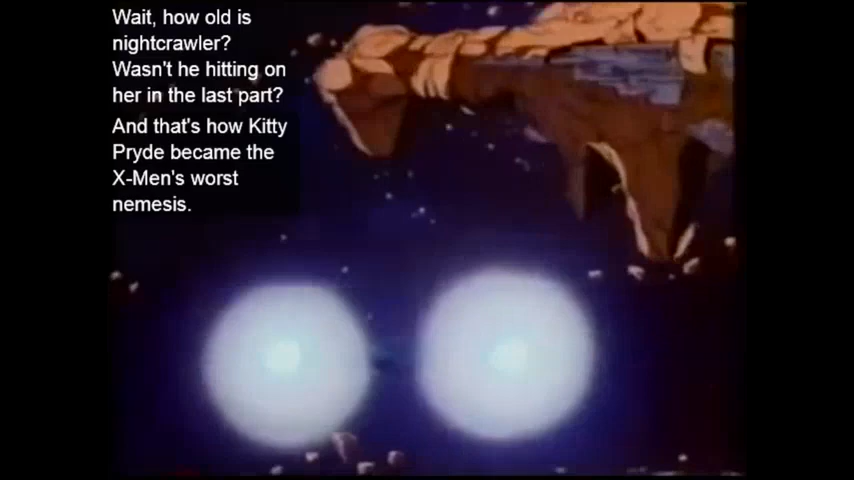 Wait, how old is
nightcrawler?
Wasn't he hitting on
her in the last part?
And that's how Kitty
Pryde became the
X-Men's worst
nemesis.